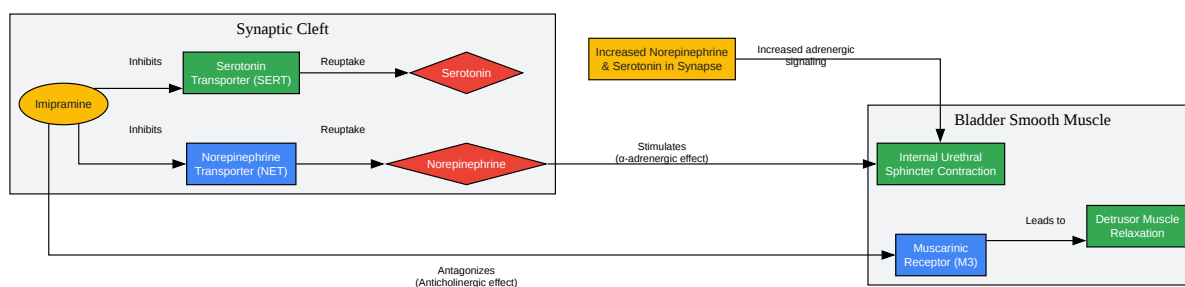 Synaptic Cleft
Inhibits
Serotonin
Transporter (SERT)
Reuptake
Serotonin
Imipramine
Inhibits
Norepinephrine
Transporter (NET)
Reuptake
Norepinephrine
Increased Norepinephrine
& Serotonin in Synapse
Increased adrenergic
signaling
Stimulates
(α-adrenergic effect)
Bladder Smooth Muscle
Internal Urethral
Sphincter Contraction
Antagonizes
(Anticholinergic effect)
Muscarinic
Receptor (M3)
Leads to
Detrusor Muscle
Relaxation